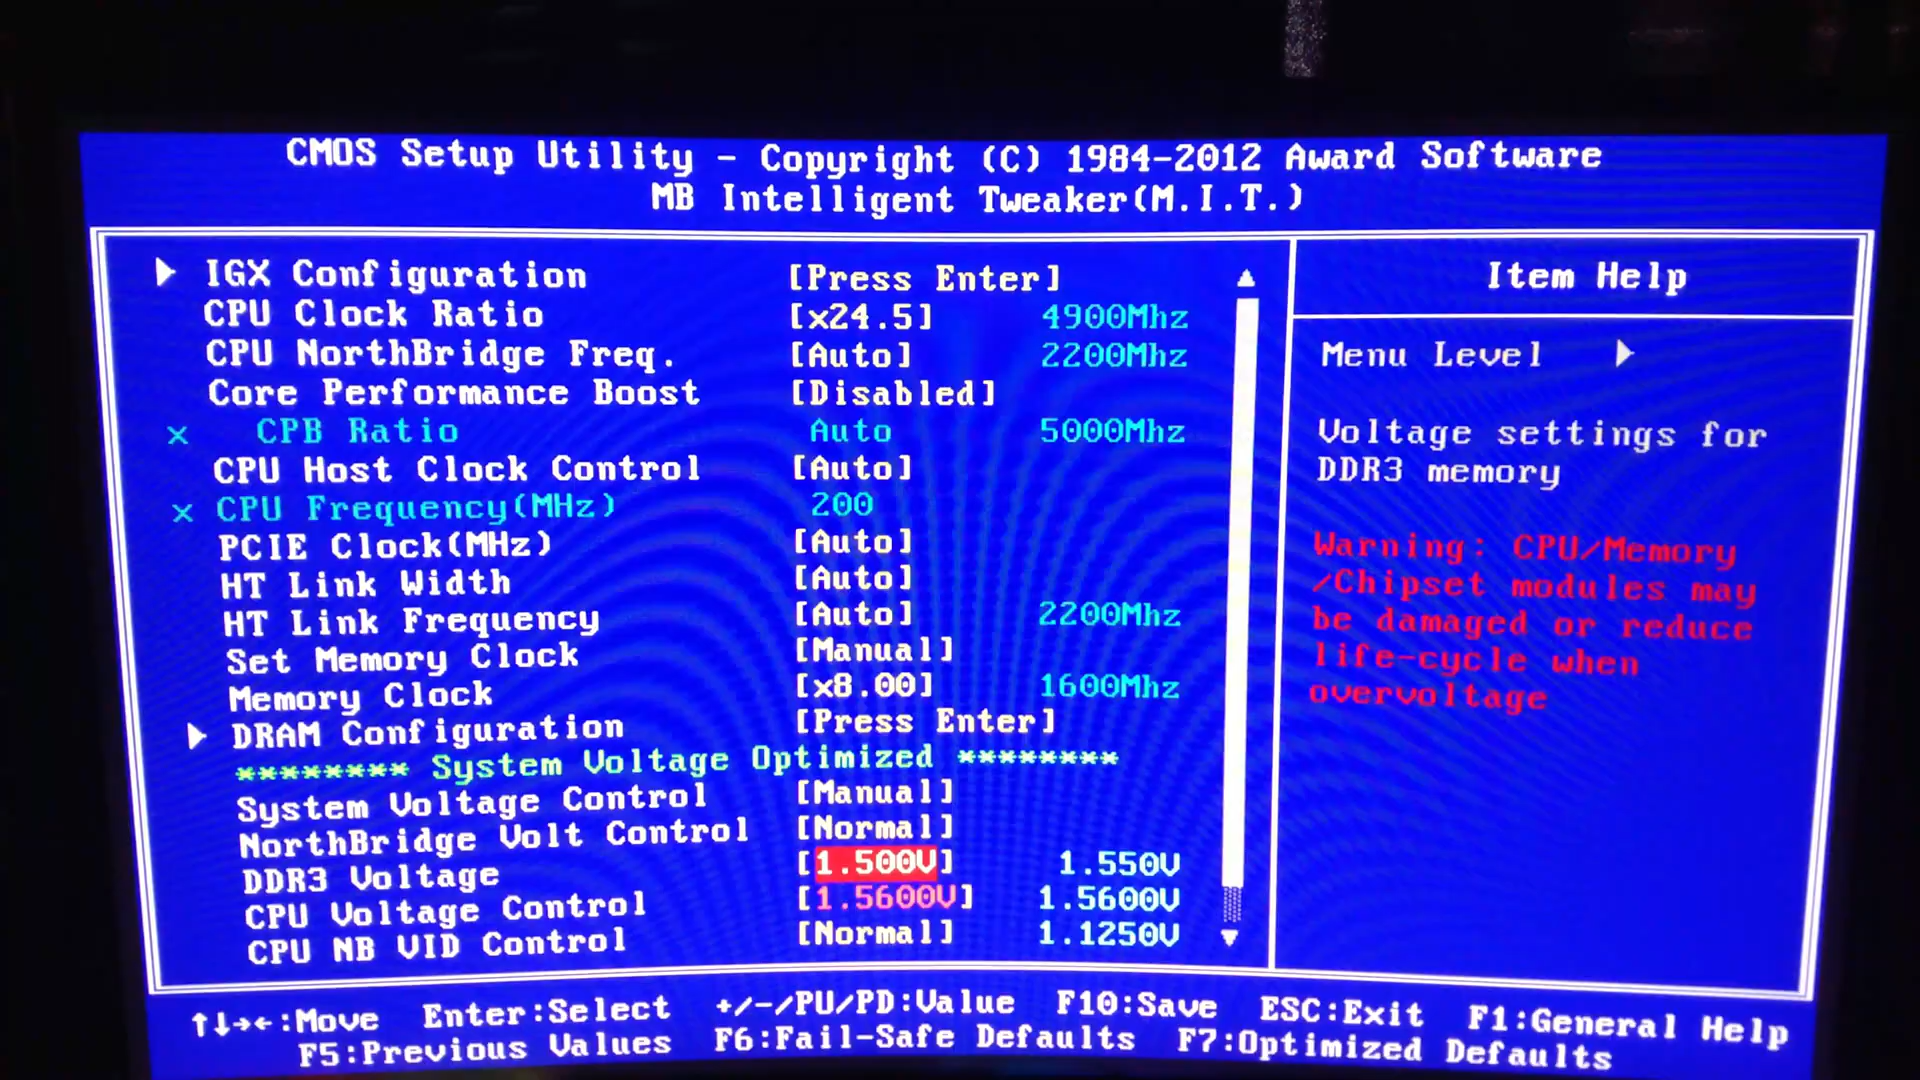 CMOS Setup Utility - Copyright (C) 1984-2012 Award Software
MB Intelligent Tweaker(M.I.T.)
IGX Configuration [Press Enter]
CPU Clock Ratio [x24.5] 4900Mhz
CPU NorthBridge Freq. [Auto] 2200Mhz
Core Performance Boost [Disabled]
x CPB Ratio Auto 5000Mhz
CPU Host Clock Control [Auto]
x CPU Frequency(MHz) 200
PCIE Clock(MHz) [Auto]
HT Link Width [Auto]
HT Link Frequency [Auto] 2200Mhz
Set Memory Clock [Manual]
Memory Clock [x8.00] 1600Mhz
DRAM Configuration [Press Enter]
******** System Voltage Optimized ********
System Voltage Control [Manual]
NorthBridge Volt Control [Normal]
DDR3 Voltage [1.500V] 1.550V
CPU Voltage Control [1.5600V] 1.5600V
CPU NB VID Control [Normal] 1.1250V
Item Help
Menu Level
Voltage settings for
DDR3 memory
Warning: CPU/Memory
/Chipset modules may
be damaged or reduce
life-cycle when
overvoltage
↑↓→←:Move Enter:Select +/-/PU/PD:Value F10:Save ESC:Exit F1:General Help
F5:Previous Values F6:Fail-Safe Defaults F7:Optimized Defaults